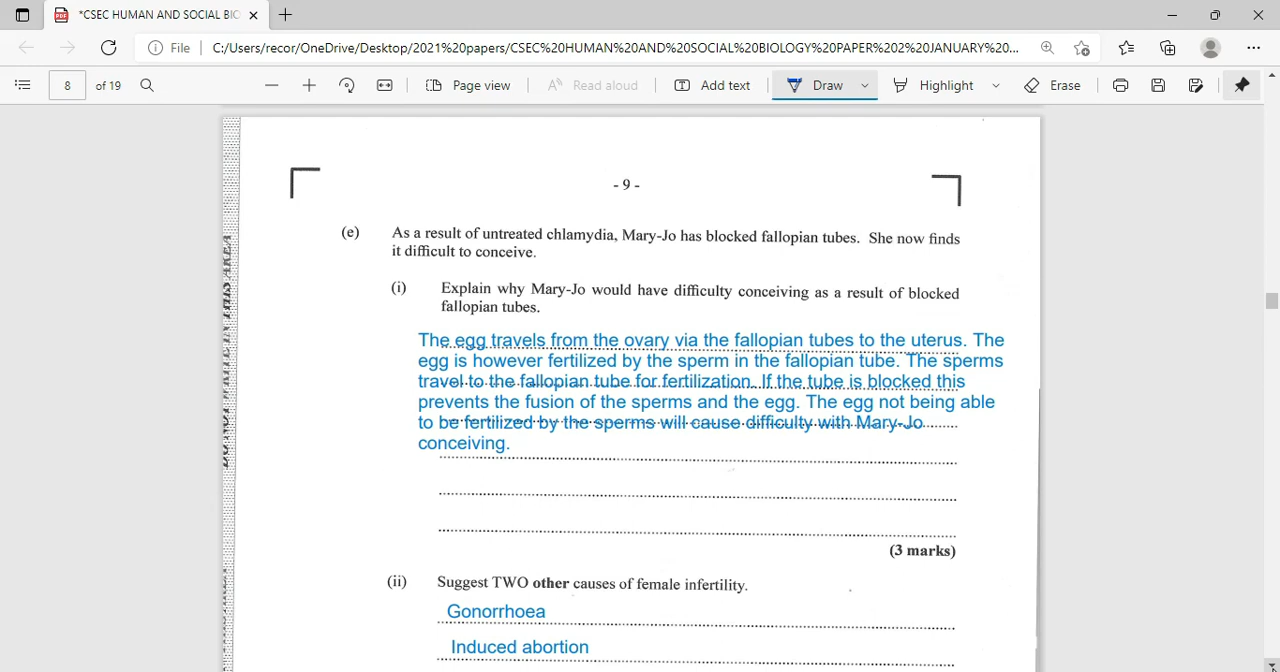 *CSEC HUMAN AND SOCIAL BIO
File
C:/Users/recor/OneDrive/Desktop/2021%20papers/CSEC%20HUMAN%20AND%20SOCIAL%20BIOLOGY%20PAPER%202%20JANUARY%20...
8 of 19
Page view
Read aloud
Add text
Draw
Highlight
Erase
- 9 -
(e) As a result of untreated chlamydia, Mary-Jo has blocked fallopian tubes. She now finds
it difficult to conceive.
(i) Explain why Mary-Jo would have difficulty conceiving as a result of blocked
fallopian tubes.
The egg travels from the ovary via the fallopian tubes to the uterus. The
egg is however fertilized by the sperm in the fallopian tube. The sperms
travel to the fallopian tube for fertilization. If the tube is blocked this
prevents the fusion of the sperms and the egg. The egg not being able
to be fertilized by the sperms will cause difficulty with Mary-Jo
conceiving.
(3 marks)
(ii) Suggest TWO other causes of female infertility.
Gonorrhoea
Induced abortion